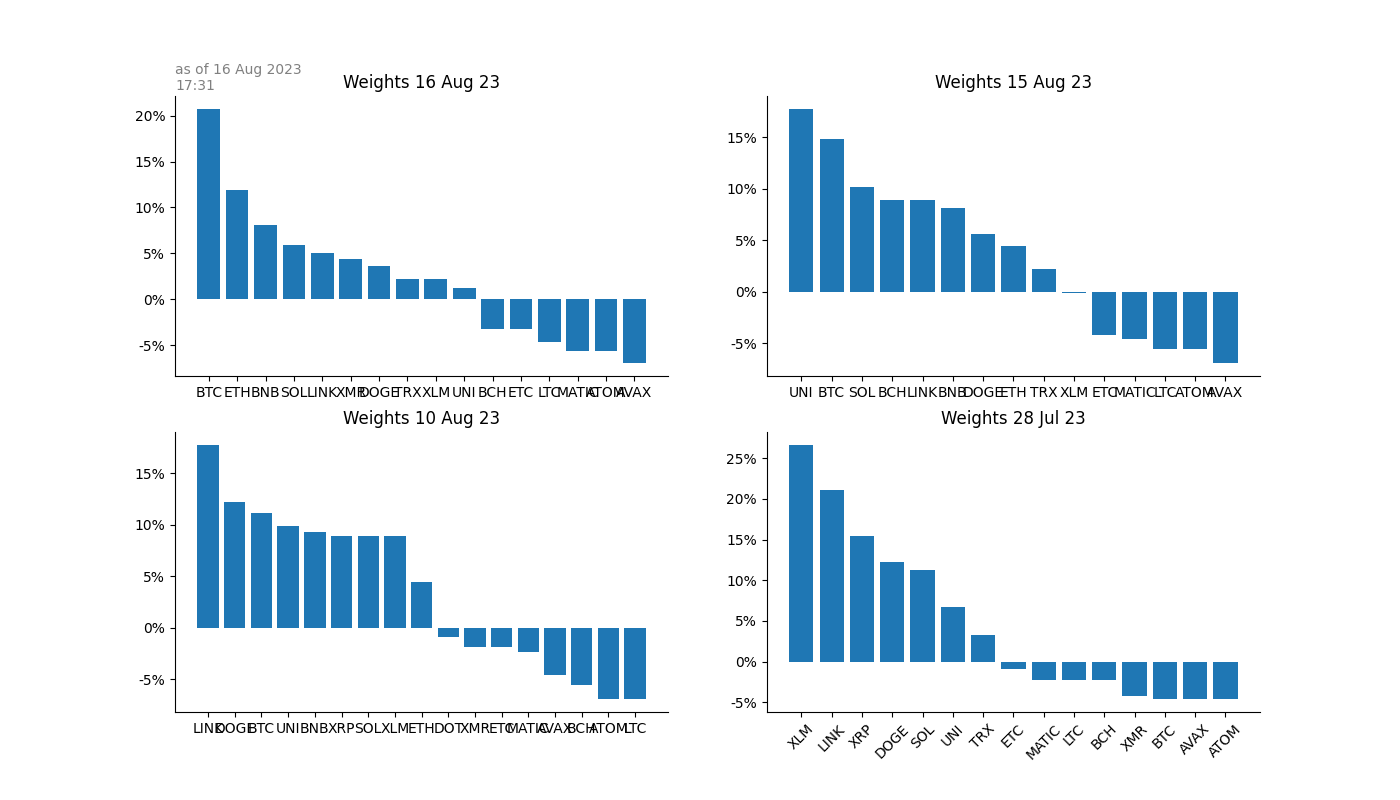 as of 16 Aug 2023
17:31
Weights 16 Aug 23
20%
15%
10%
5%
0%
-5%
BTC ETH BNB SOL LINK XMR DOGE TRX XLM UNI BCH ETC LTC MATIC ATOM AVAX
Weights 15 Aug 23
15%
10%
5%
0%
-5%
UNI BTC SOL BCH LINK BNB DOGE ETH TRX XLM ETC MATIC LTC ATOM AVAX
Weights 10 Aug 23
15%
10%
5%
0%
-5%
LINK DOGE BTC UNI BNB XRP SOL XLM ETH DOT XMR ETC MATIC AVAX BCH ATOM LTC
Weights 28 Jul 23
25%
20%
15%
10%
5%
0%
-5%
XLM LINK XRP DOGE SOL UNI TRX ETC MATIC LTC BCH XMR BTC AVAX ATOM